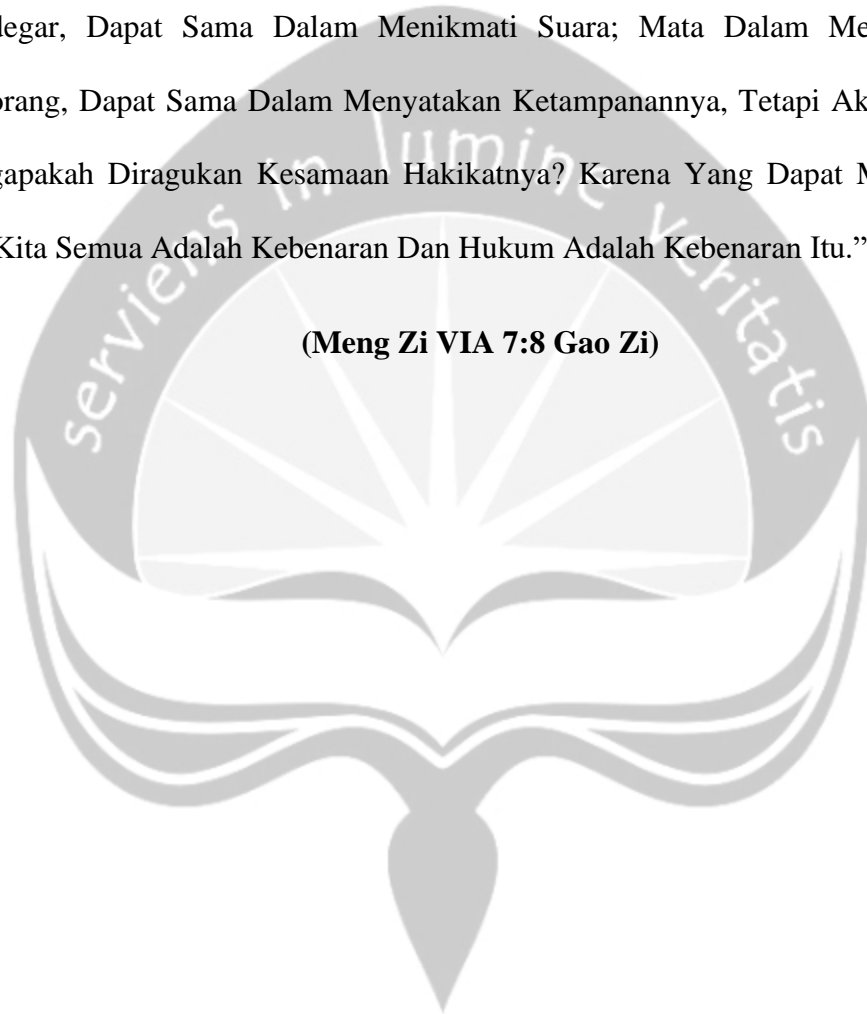 degar, Dapat Sama Dalam Menikmati Suara; Mata Dalam Me
orang, Dapat Sama Dalam Menyatakan Ketampanannya, Tetapi Ak
gapakah Diragukan Kesamaan Hakikatnya? Karena Yang Dapat M
Kita Semua Adalah Kebenaran Dan Hukum Adalah Kebenaran Itu.”
(Meng Zi VIA 7:8 Gao Zi)
serviens in lumine veritatis